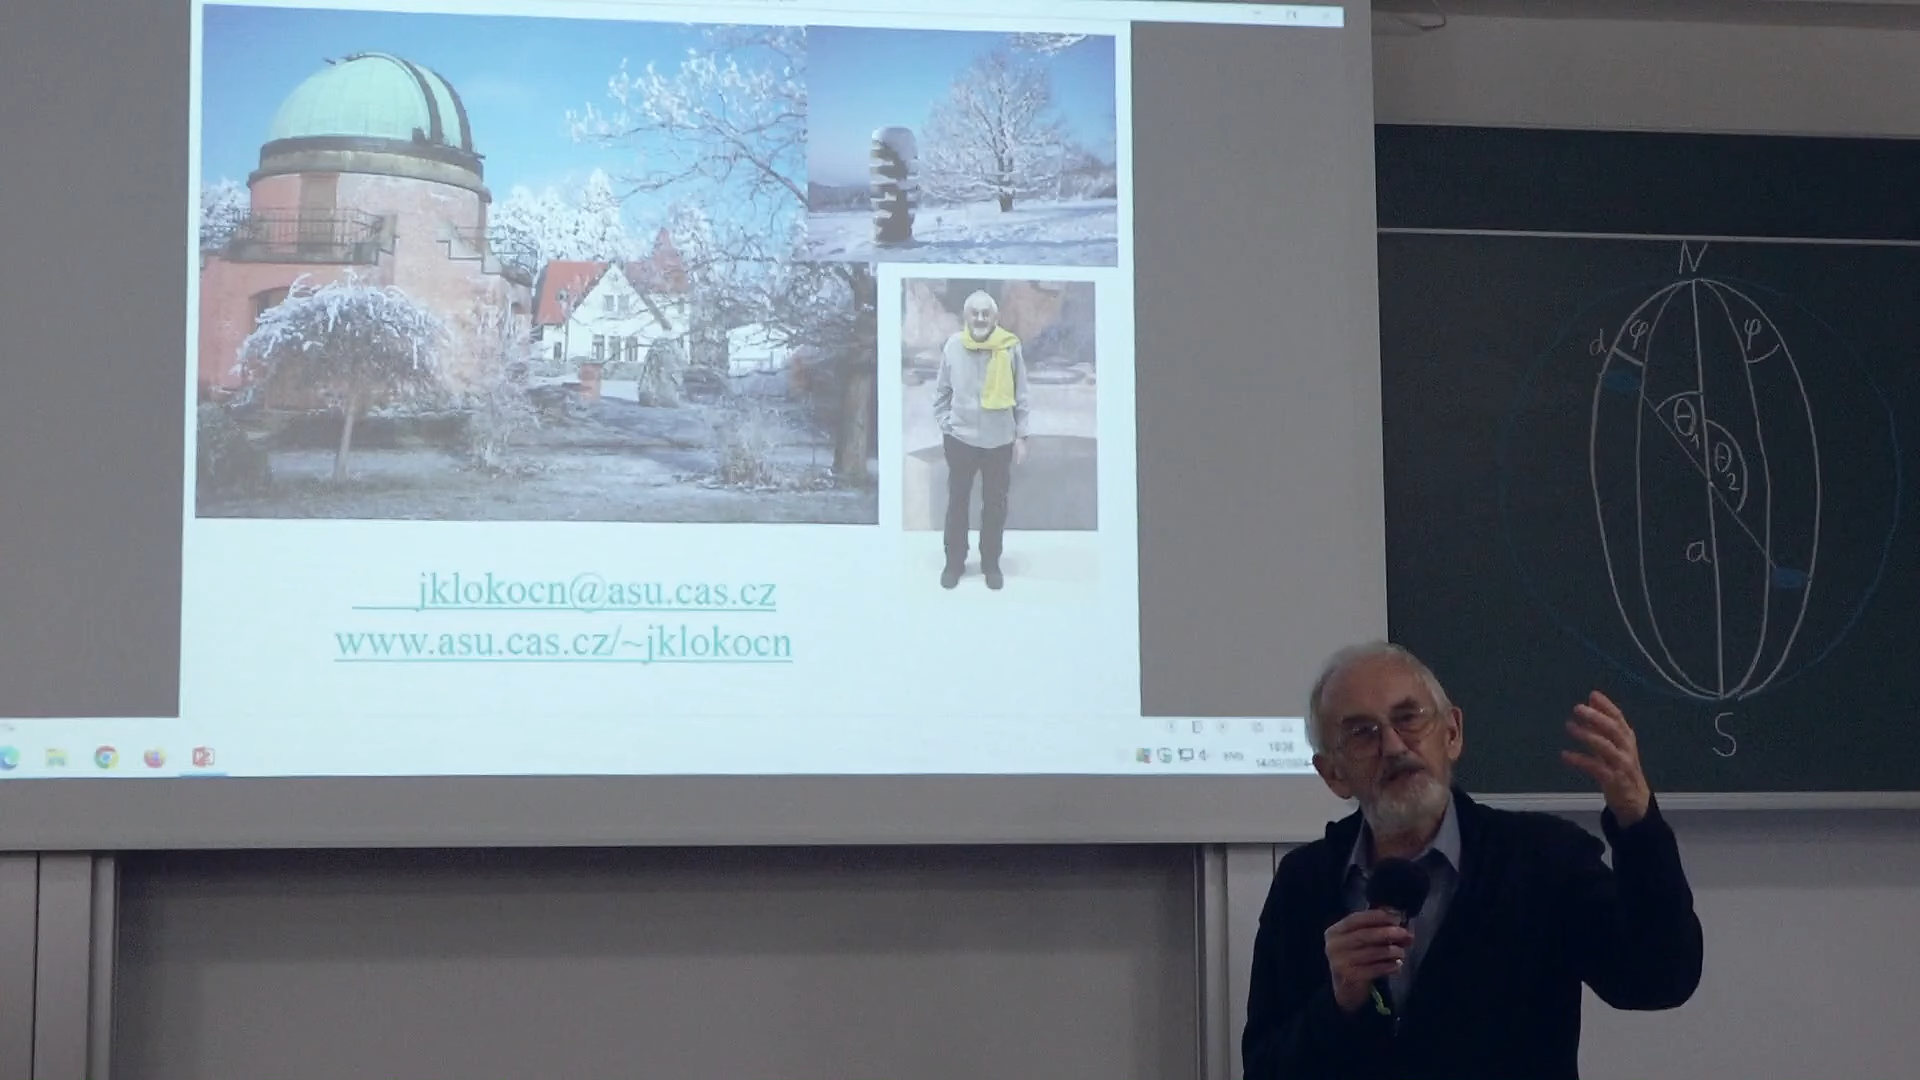 jklokocn@asu.cas.cz
www.asu.cas.cz/~jklokocn
N
d φ φ
θ1
θ2
a
S